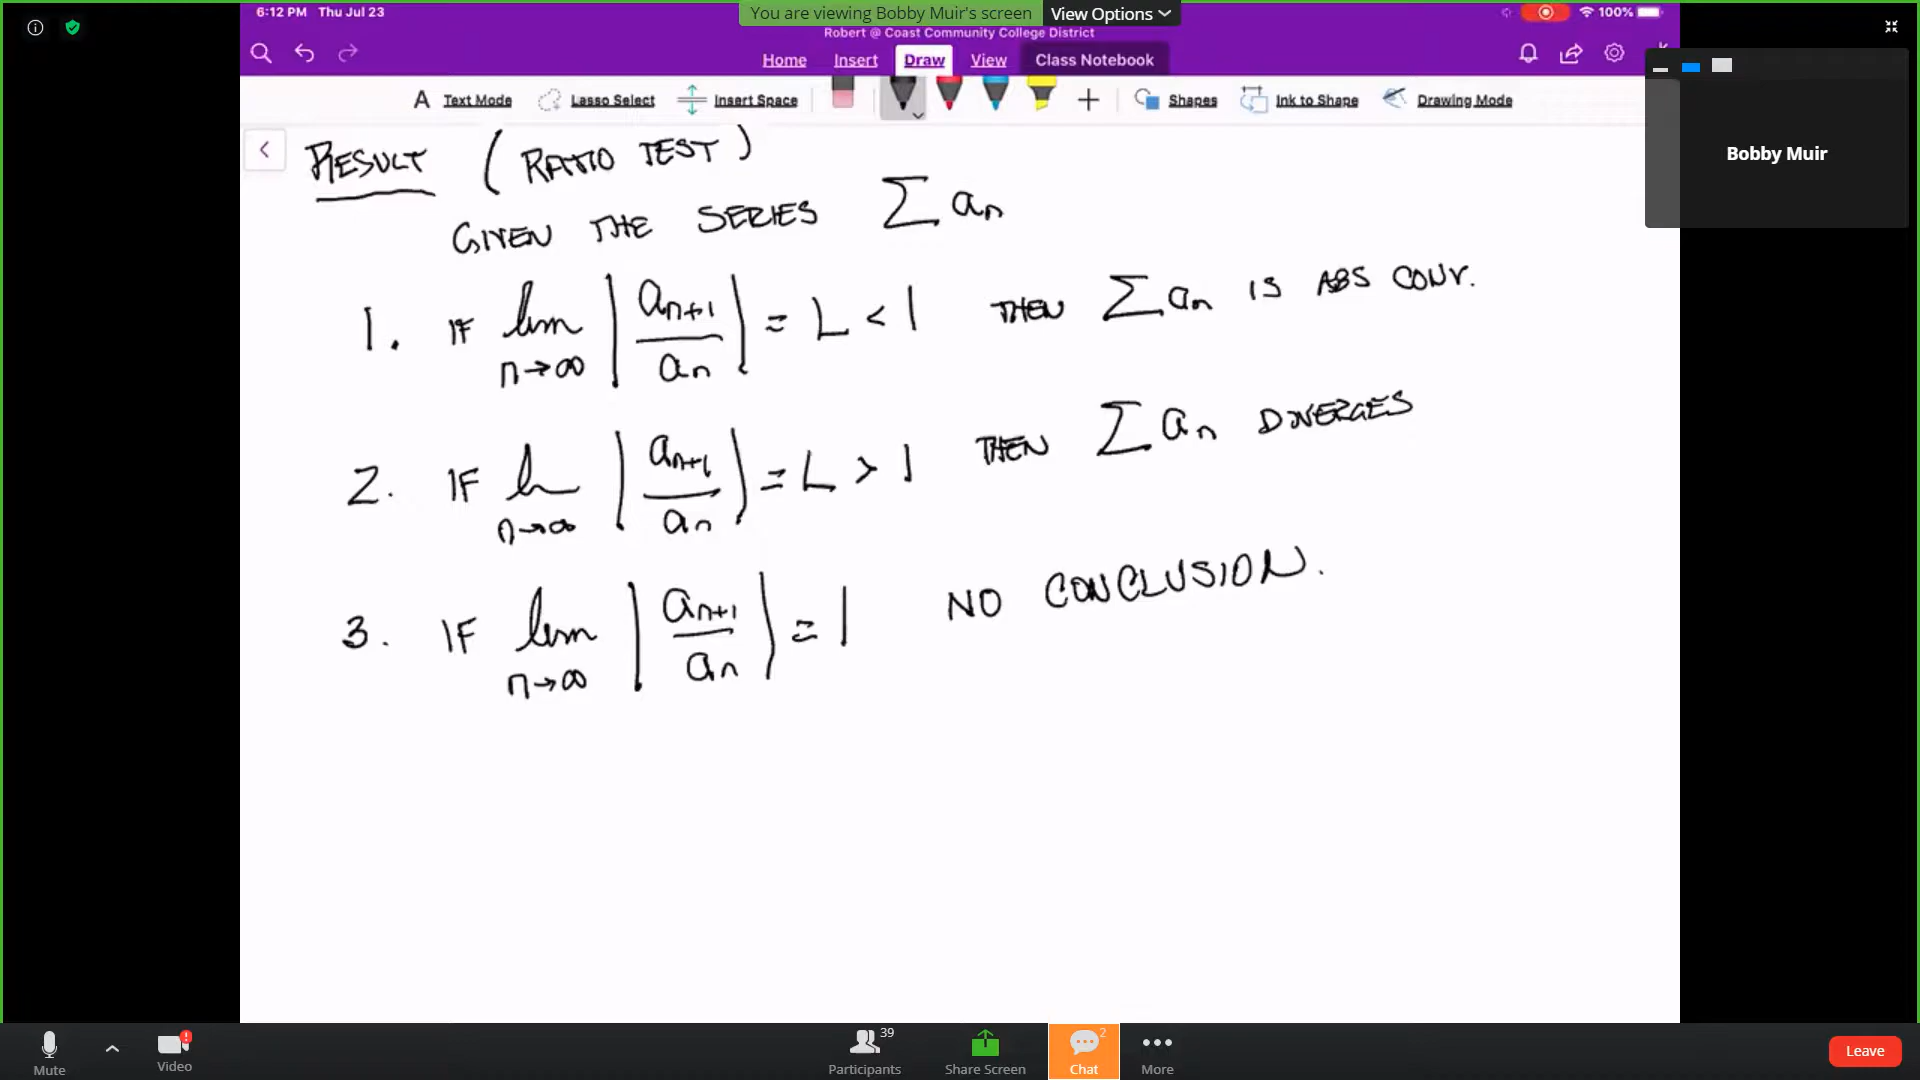 6:12 PM Thu Jul 23
You are viewing Bobby Muir's screen View Options
100%
Robert @ Coast Community College District
Home Insert Draw View Class Notebook
A Text Mode Lasso Select Insert Space Shapes Ink to Shape Drawing Mode
Bobby Muir
RESULT (RATIO TEST)
GIVEN THE SERIES ∑ aₙ
1. IF lim n→∞ | aₙ₊₁ / aₙ | = L < 1 THEN ∑ aₙ IS ABS CONV.
2. IF l n→∞ | aₙ₊₁ / aₙ | = L > 1 THEN ∑ aₙ DIVERGES
3. IF lim n→∞ | aₙ₊₁ / aₙ | = 1 NO CONCLUSION.
Mute Video Participants 39 Share Screen Chat 2 More Leave